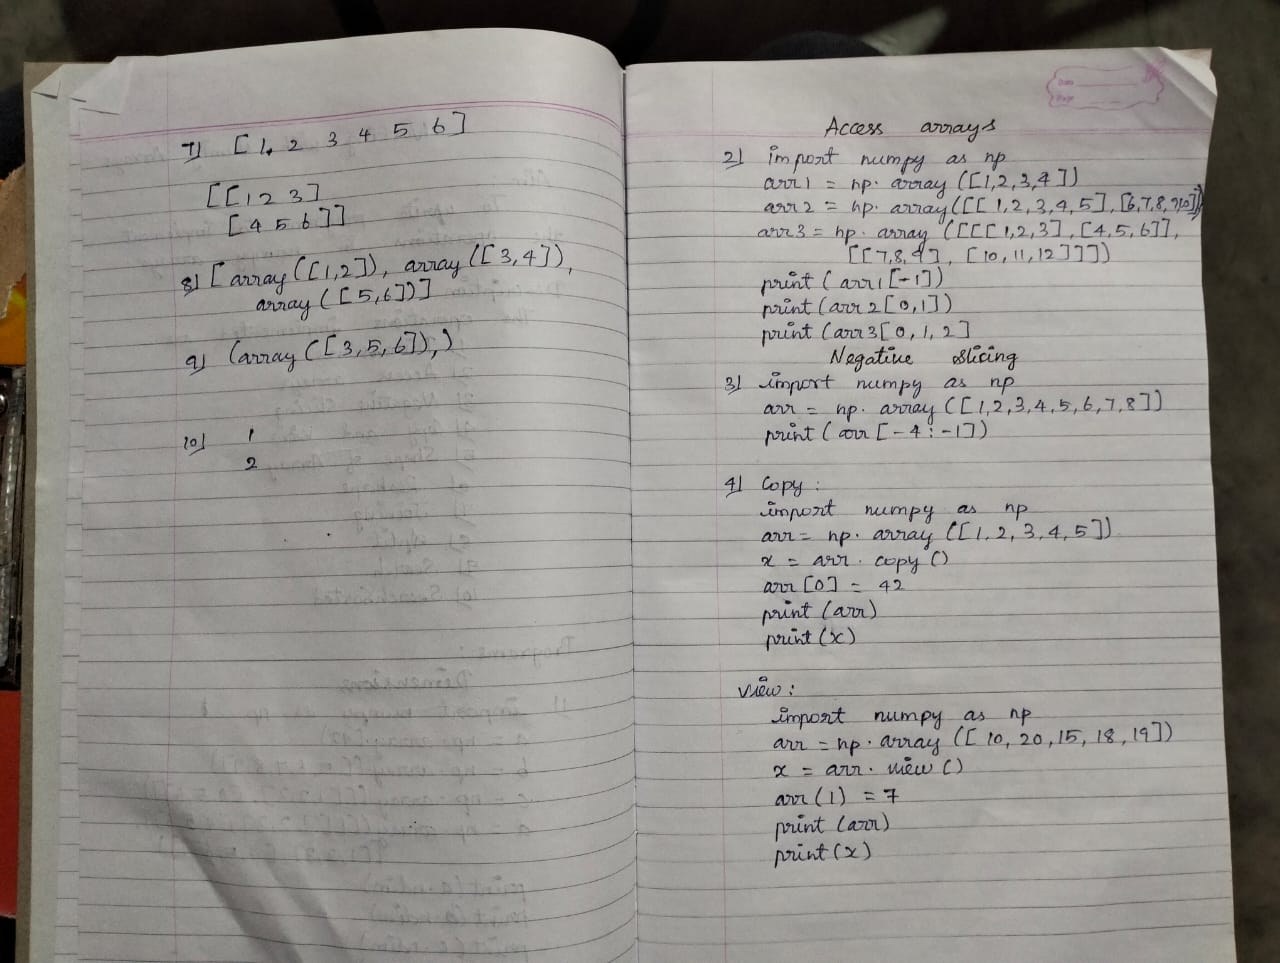 7) [1, 2 3 4 5 6]
[[1 2 3]
[4 5 6]]
8) [array([1,2]), array([3,4]),
array([5,6])]
9) (array([3,5,6]),)
10) 1
2
Date
Page
Access arrays
2) import numpy as np
arr1 = np.array([1,2,3,4])
arr2 = np.array([[1,2,3,4,5],[6,7,8,9,10]])
arr3 = np.array([[[1,2,3],[4,5,6]],
[[7,8,9], [10,11,12]]])
print(arr1[-1])
print(arr2[0,1])
print(arr3[0,1,2]
Negative slicing
3) import numpy as np
arr = np.array([1,2,3,4,5,6,7,8])
print(arr[-4:-1])
4) Copy:
import numpy as np
arr = np.array([1,2,3,4,5])
x = arr.copy()
arr[0] = 42
print(arr)
print(x)
view:
import numpy as np
arr = np.array([10,20,15,18,19])
x = arr.view()
arr(1) = 7
print(arr)
print(x)